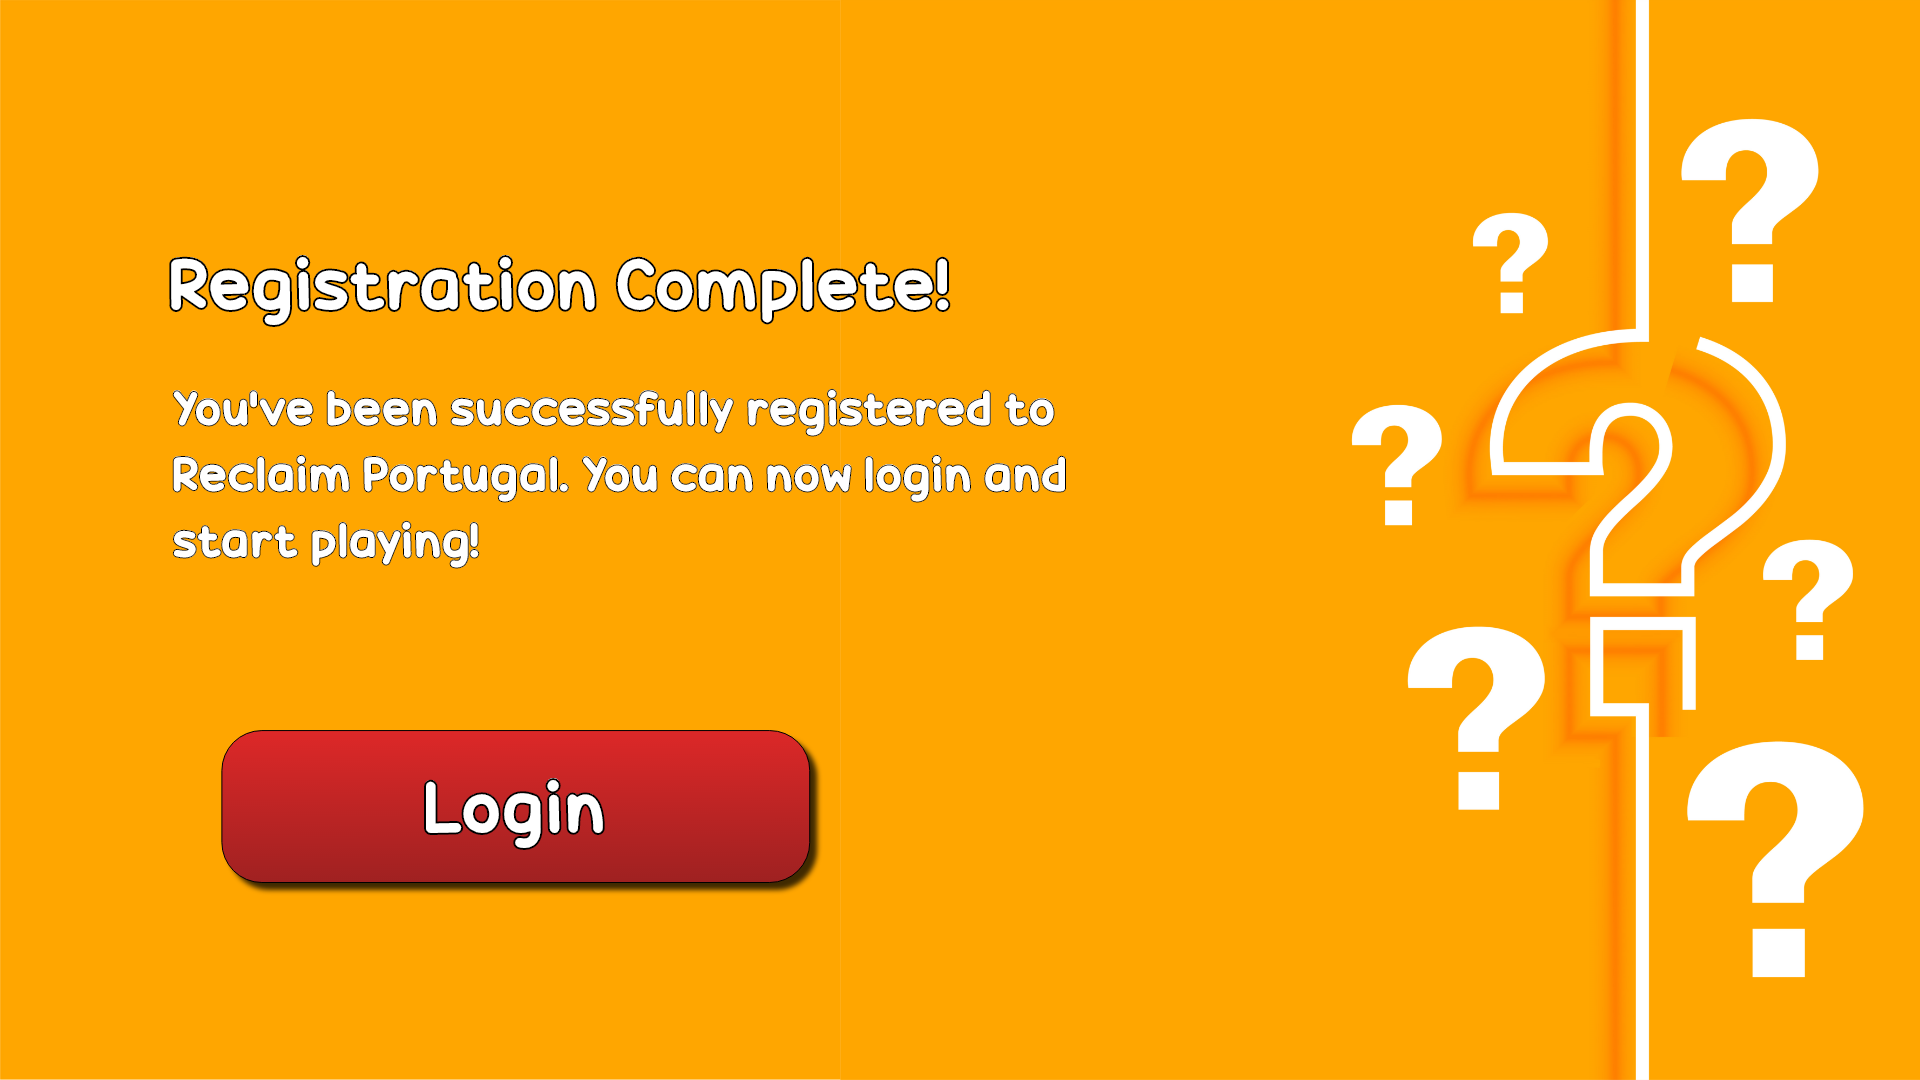 Registration Complete!
You've been successfully registered to
Reclaim Portugal. You can now login and
start playing!
Login
?
?
?
?
?
?
?